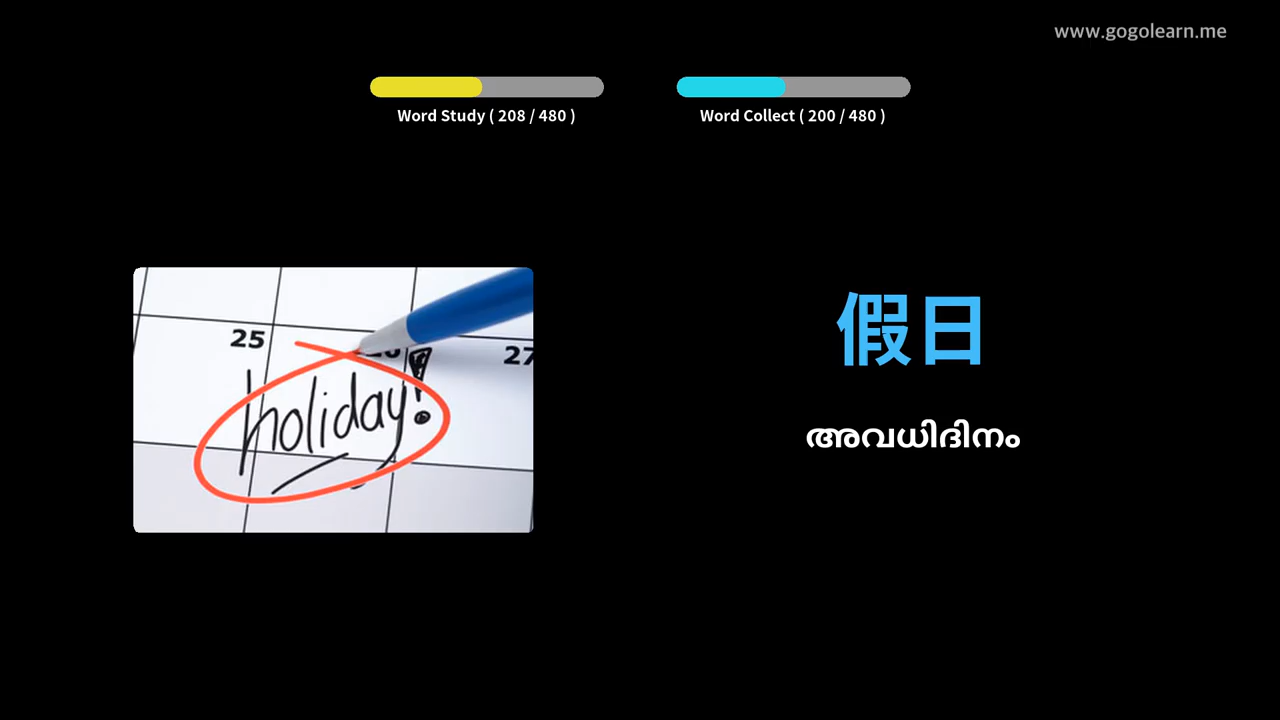 www.gogolearn.me
Word Study ( 208 / 480 )
Word Collect ( 200 / 480 )
25
27
holiday!
假日
അവധിദിനം